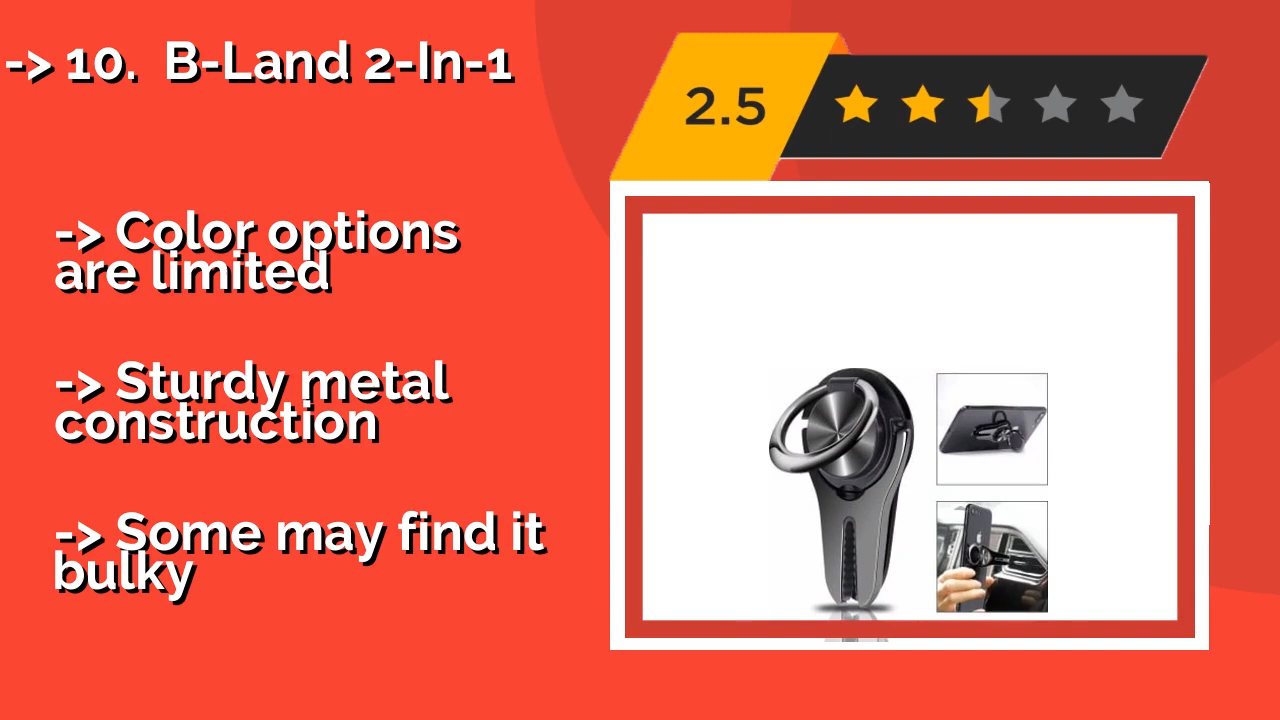 -> 10.  B-Land 2-In-1
2.5
-> Color options
are limited
-> Sturdy metal
construction
-> Some may find it
bulky